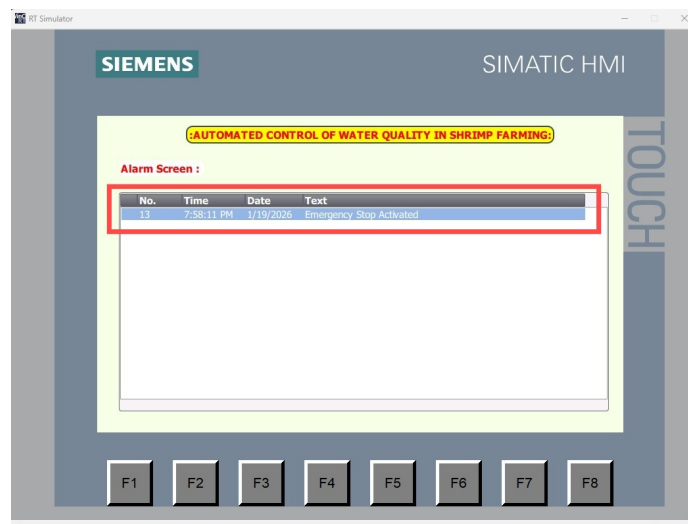 RT Simulator
SIEMENS
SIMATIC HMI
TOUCH
:AUTOMATED CONTROL OF WATER QUALITY IN SHRIMP FARMING:
Alarm Screen :
No. Time Date Text
13 7:58:11 PM 1/19/2026 Emergency Stop Activated
F1 F2 F3 F4 F5 F6 F7 F8